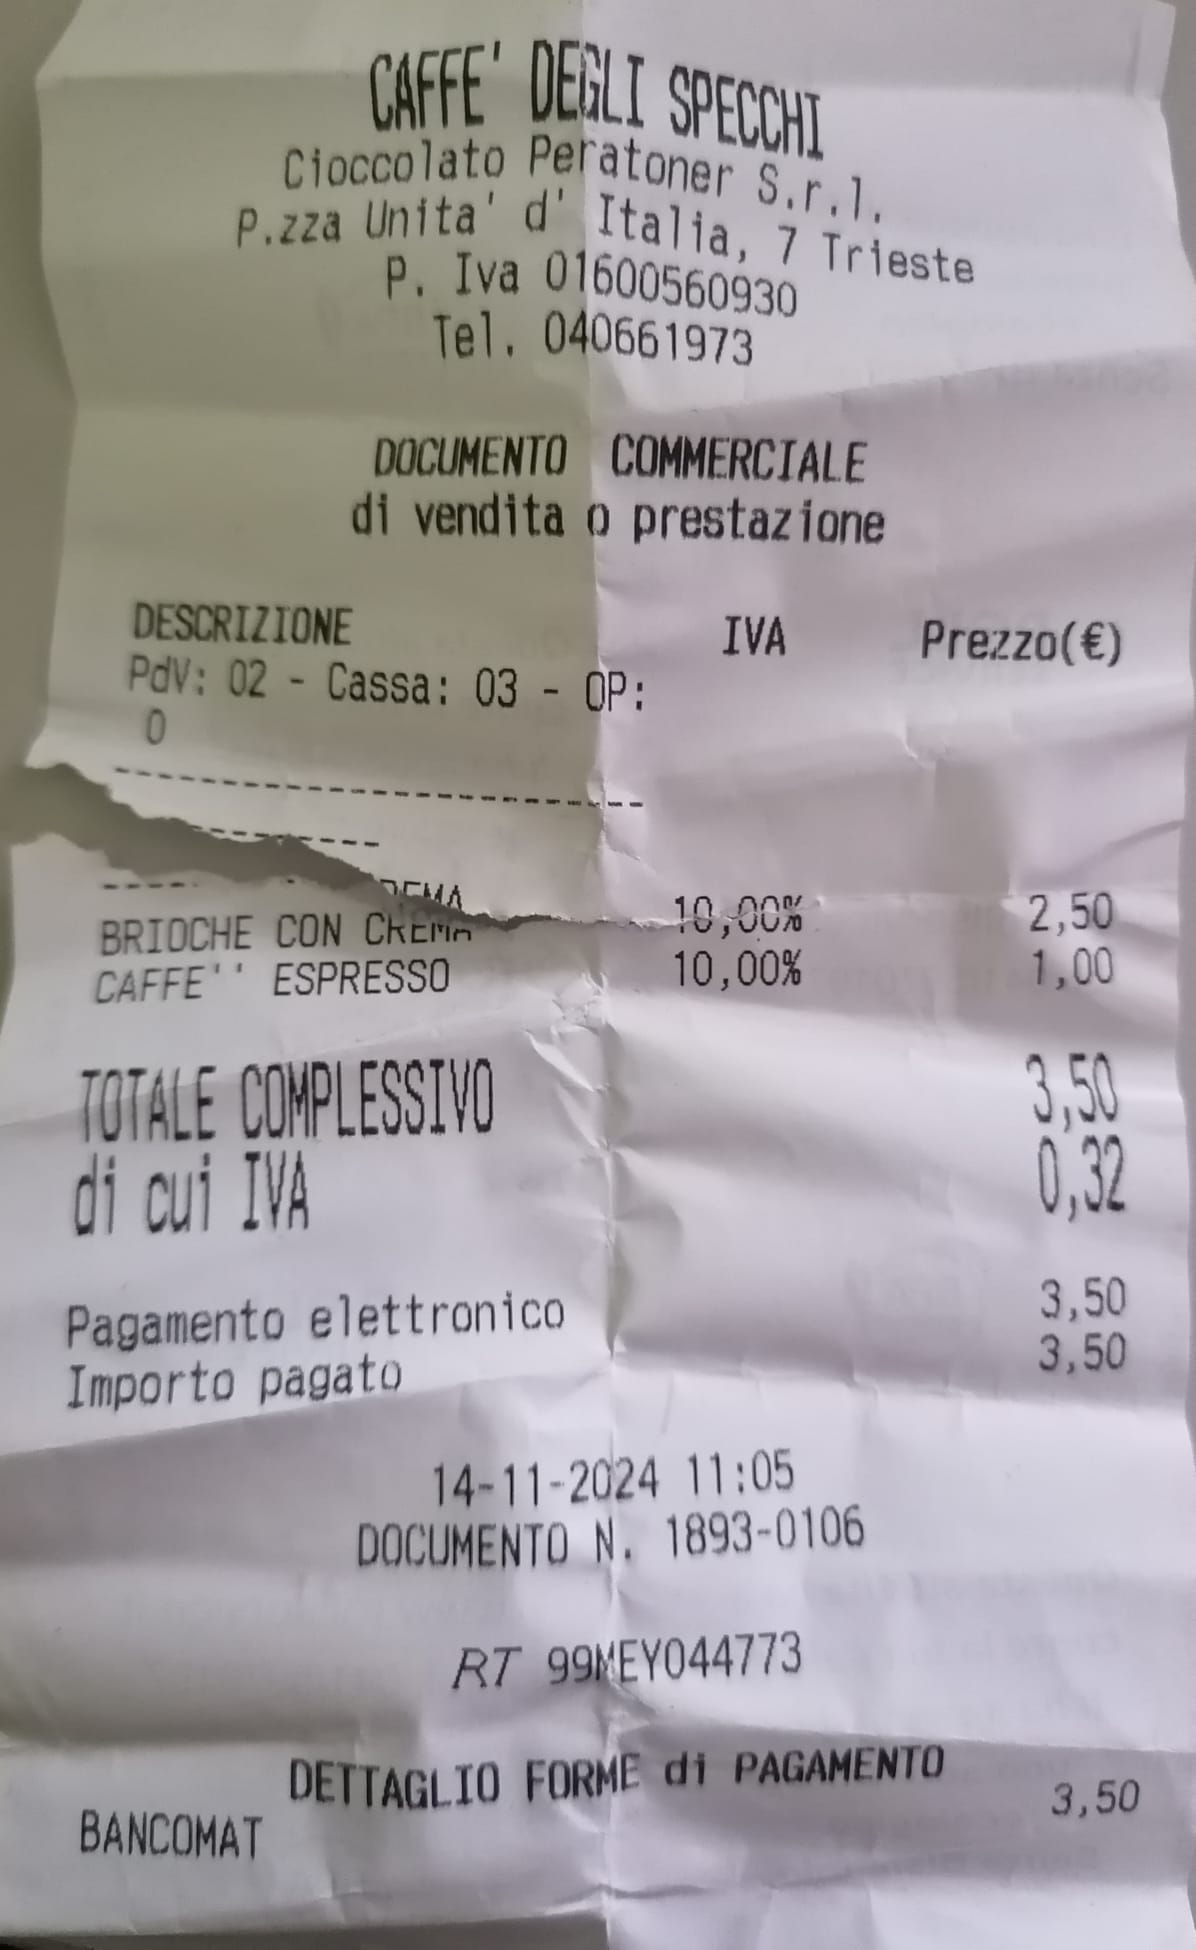 CAFFE' DEGLI SPECCHI
Cioccolato Peratoner S.r.l.
P.zza Unita' d' Italia, 7 Trieste
P. Iva 01600560930
Tel. 040661973
DOCUMENTO COMMERCIALE
di vendita o prestazione
DESCRIZIONE IVA Prezzo(€)
PdV: 02 - Cassa: 03 - OP:
0
BRIOCHE CON CREMA 10,00% 2,50
CAFFE'' ESPRESSO 10,00% 1,00
TOTALE COMPLESSIVO 3,50
di cui IVA 0,32
Pagamento elettronico 3,50
Importo pagato 3,50
14-11-2024 11:05
DOCUMENTO N. 1893-0106
RT 99MEY044773
DETTAGLIO FORME di PAGAMENTO
BANCOMAT 3,50